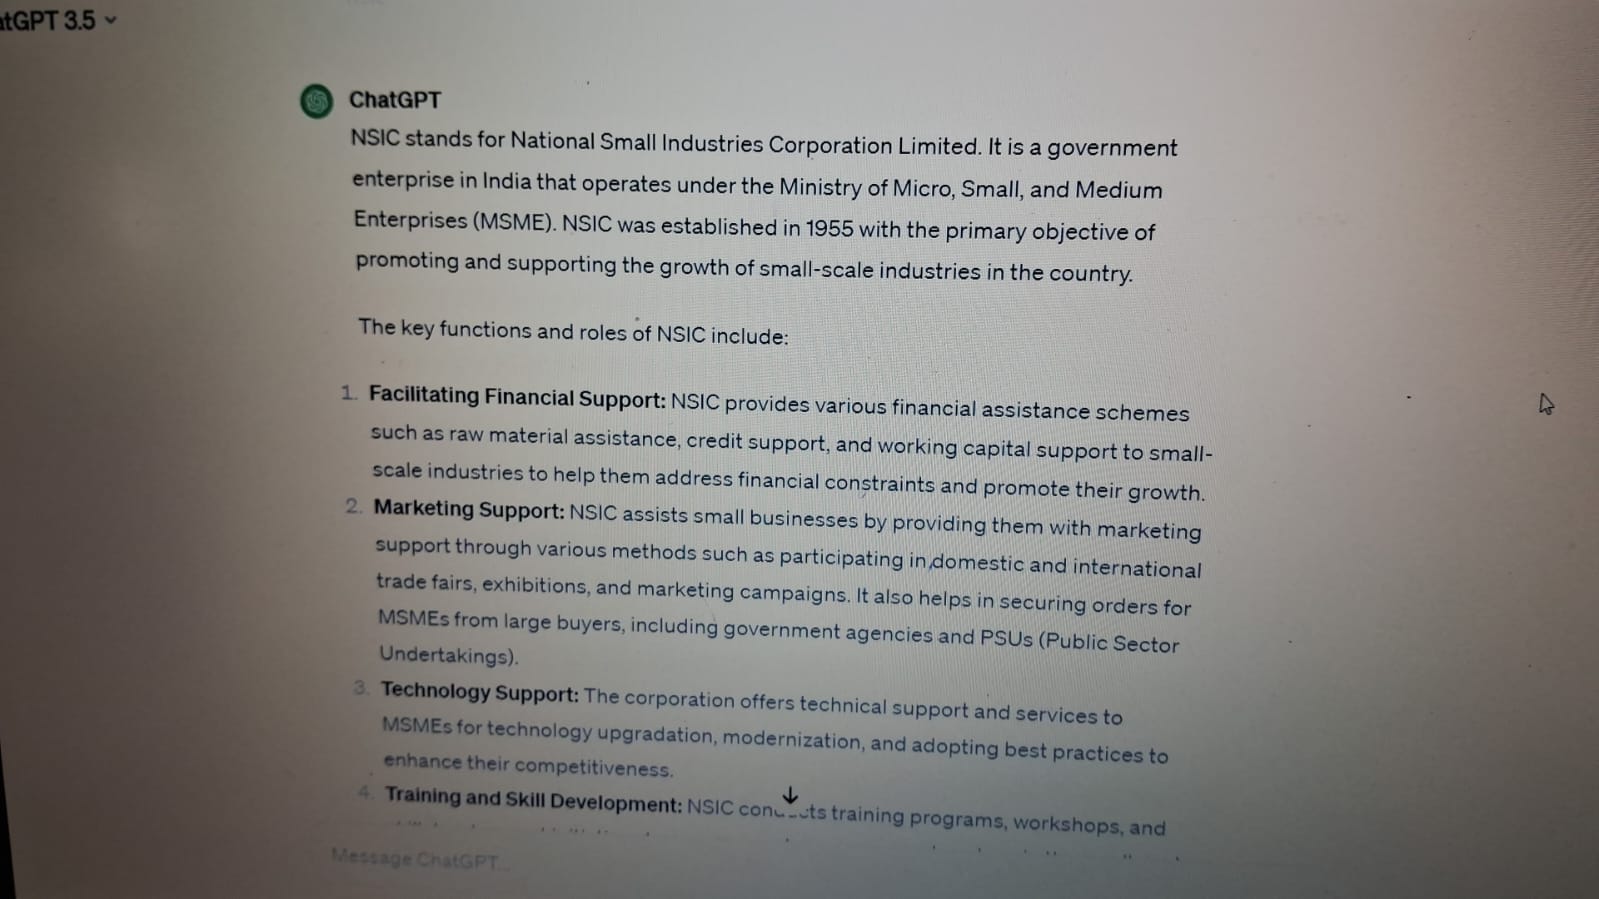 atGPT 3.5
ChatGPT
NSIC stands for National Small Industries Corporation Limited. It is a government
enterprise in India that operates under the Ministry of Micro, Small, and Medium
Enterprises (MSME). NSIC was established in 1955 with the primary objective of
promoting and supporting the growth of small-scale industries in the country.
The key functions and roles of NSIC include:
1. Facilitating Financial Support: NSIC provides various financial assistance schemes
such as raw material assistance, credit support, and working capital support to small-
scale industries to help them address financial constraints and promote their growth.
2. Marketing Support: NSIC assists small businesses by providing them with marketing
support through various methods such as participating in domestic and international
trade fairs, exhibitions, and marketing campaigns. It also helps in securing orders for
MSMEs from large buyers, including government agencies and PSUs (Public Sector
Undertakings).
3. Technology Support: The corporation offers technical support and services to
MSMEs for technology upgradation, modernization, and adopting best practices to
enhance their competitiveness.
4. Training and Skill Development: NSIC conducts training programs, workshops, and
Message ChatGPT...